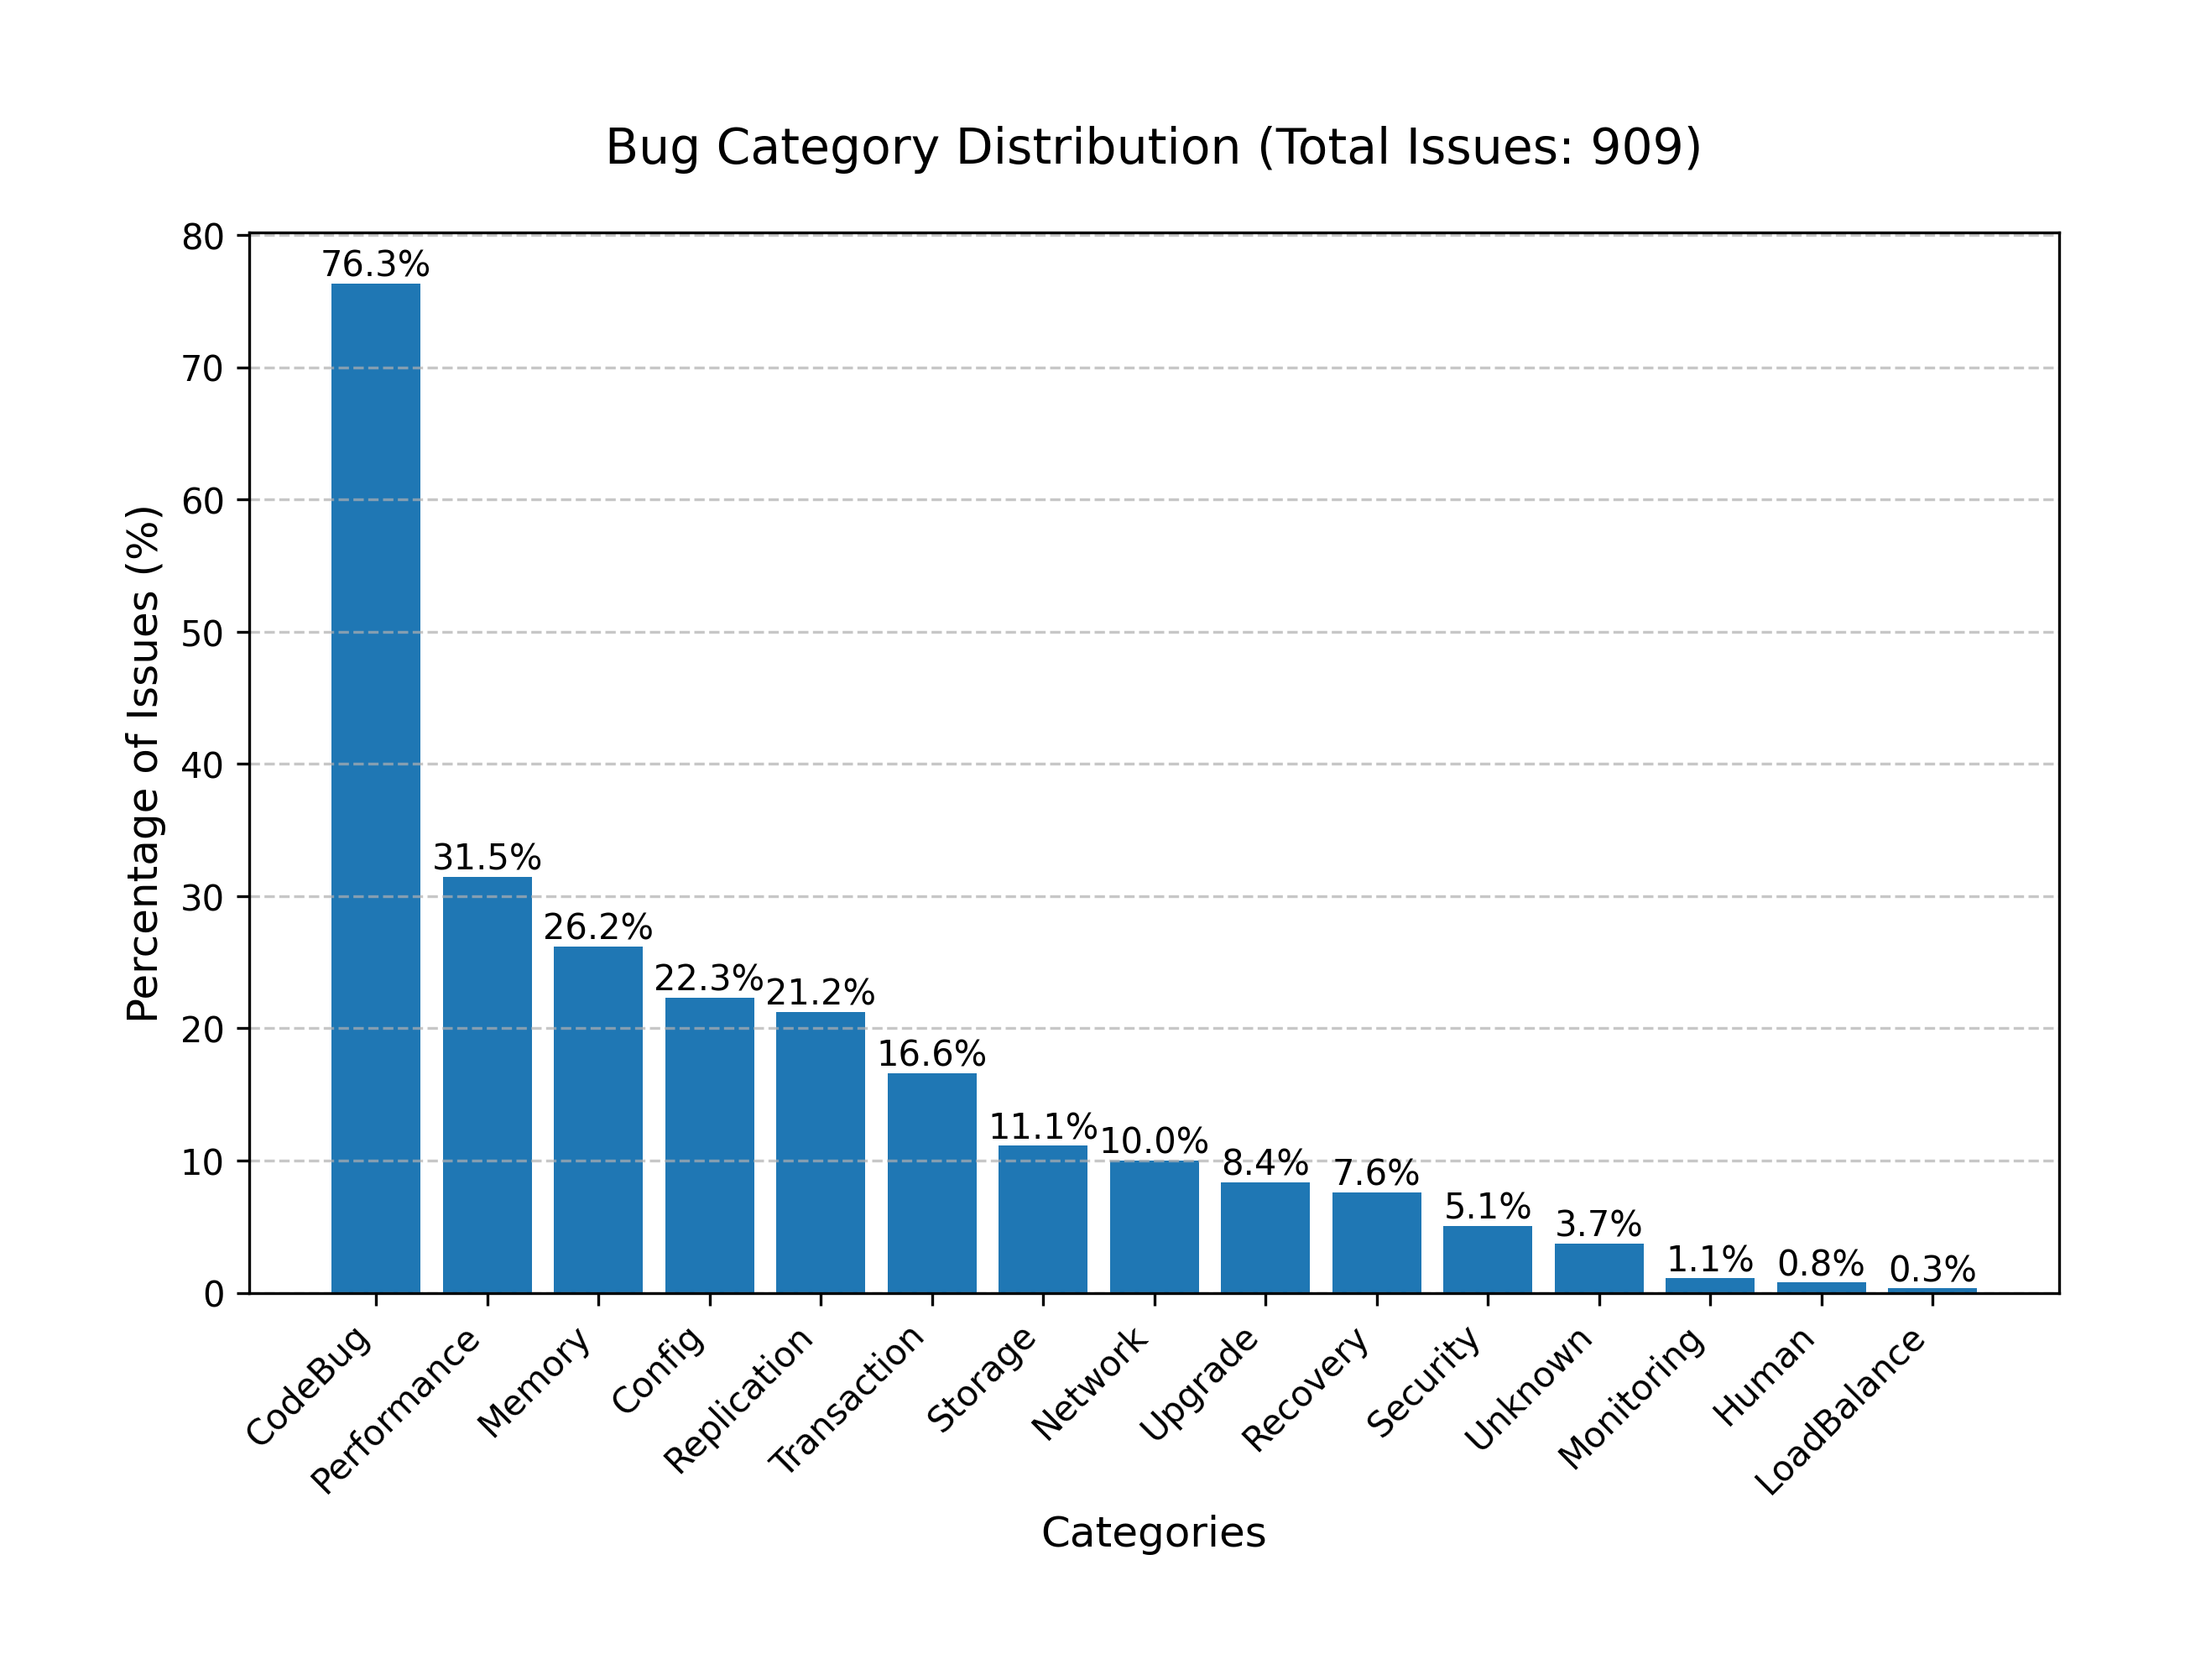 Bug Category Distribution (Total Issues: 909)
Percentage of Issues (%)
80
70
60
50
40
30
20
10
0
76.3%
31.5%
26.2%
22.3%
21.2%
16.6%
11.1%
10.0%
8.4%
7.6%
5.1%
3.7%
1.1%
0.8%
0.3%
CodeBug
Performance
Memory
Config
Replication
Transaction
Storage
Network
Upgrade
Recovery
Security
Unknown
Monitoring
Human
LoadBalance
Categories